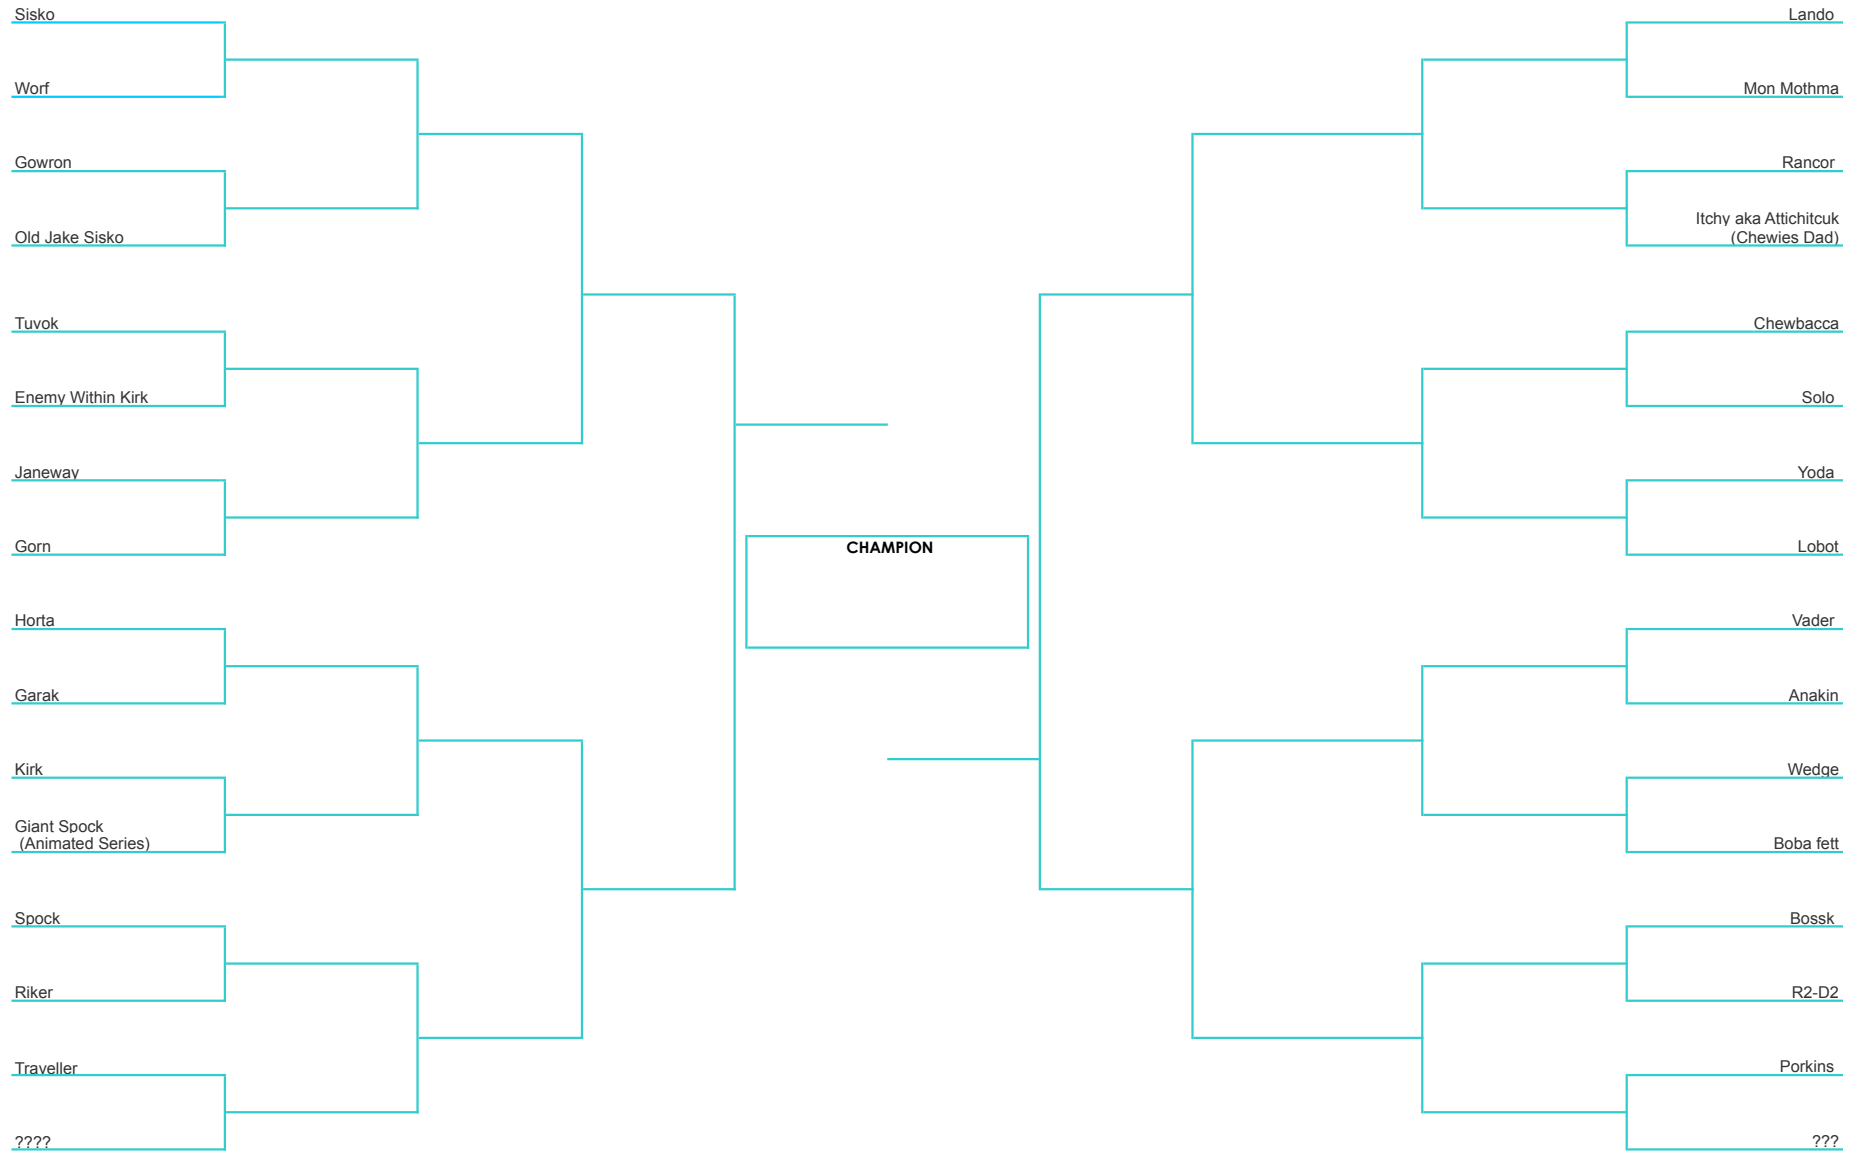 Sisko
Worf
Gowron
Old Jake Sisko
Tuvok
Enemy Within Kirk
Janeway
Gorn
Horta
Garak
Kirk
Giant Spock
(Animated Series)
Spock
Riker
Traveller
????
CHAMPION
Lando
Mon Mothma
Rancor
Itchy aka Attichitcuk
(Chewies Dad)
Chewbacca
Solo
Yoda
Lobot
Vader
Anakin
Wedge
Boba fett
Bossk
R2-D2
Porkins
???